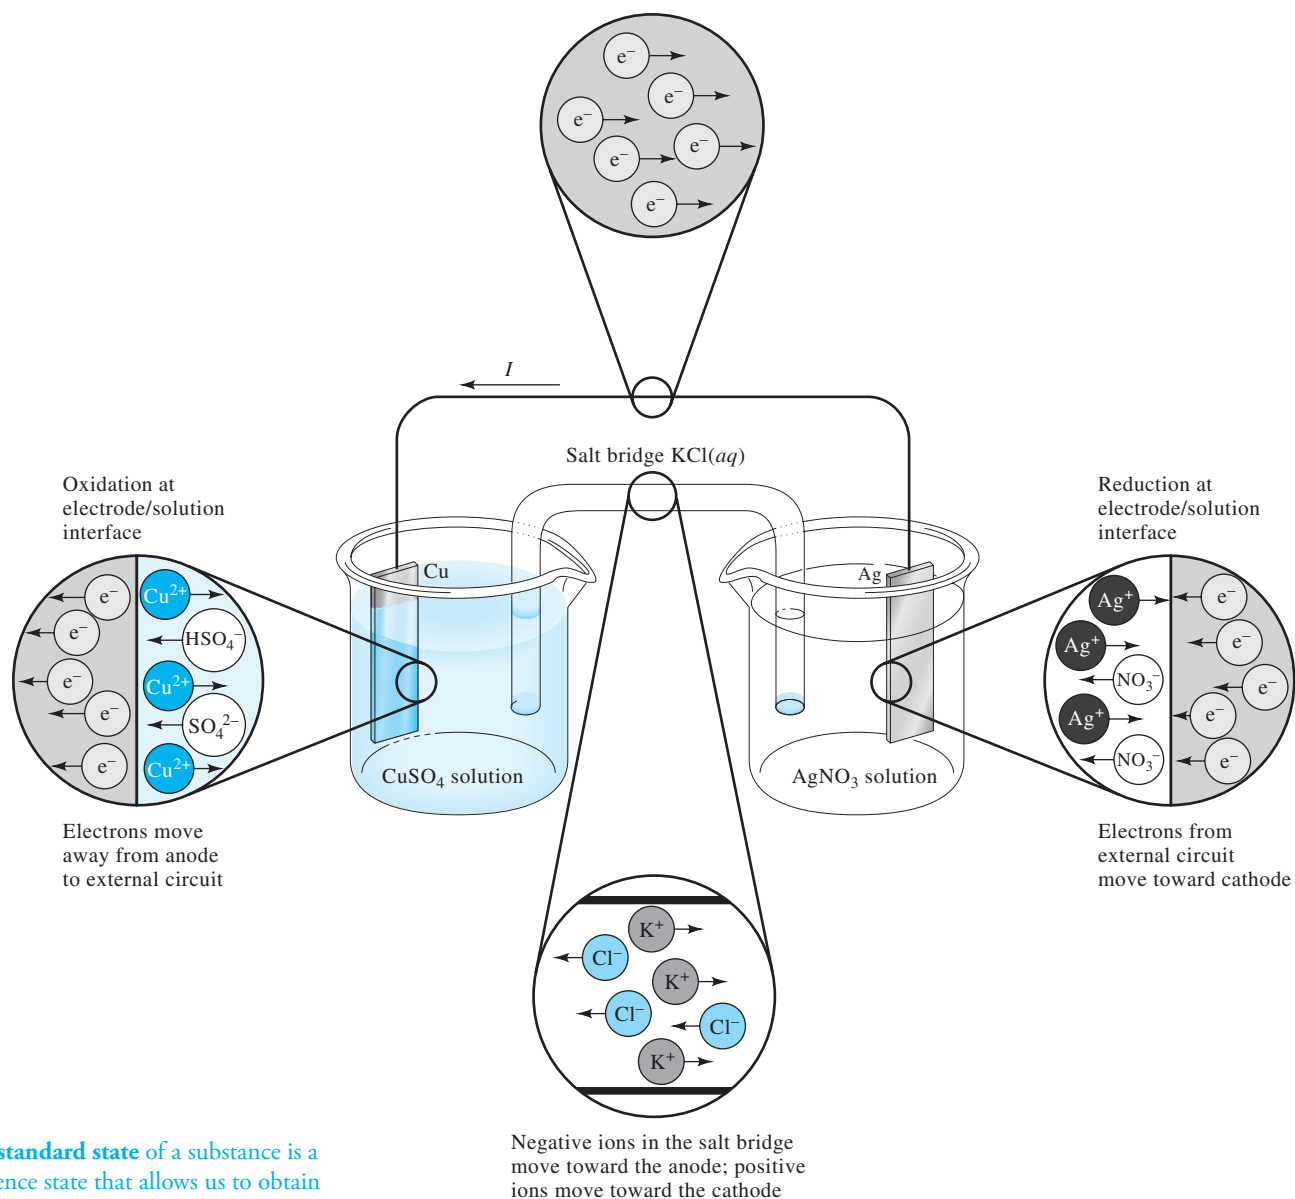 e⁻
e⁻
e⁻
e⁻
e⁻
e⁻
I
Salt bridge KCl(aq)
Oxidation at
electrode/solution
interface
Reduction at
electrode/solution
interface
Cu
Ag
e⁻
e⁻
e⁻
e⁻
e⁻
Cu²⁺
HSO₄⁻
Cu²⁺
SO₄²⁻
Cu²⁺
CuSO₄ solution
AgNO₃ solution
Ag⁺
Ag⁺
NO₃⁻
Ag⁺
NO₃⁻
e⁻
e⁻
e⁻
e⁻
e⁻
Electrons move
away from anode
to external circuit
Electrons from
external circuit
move toward cathode
K⁺
Cl⁻
K⁺
Cl⁻
Cl⁻
K⁺
Negative ions in the salt bridge
move toward the anode; positive
ions move toward the cathode
standard state of a substance is a
ence state that allows us to obtain